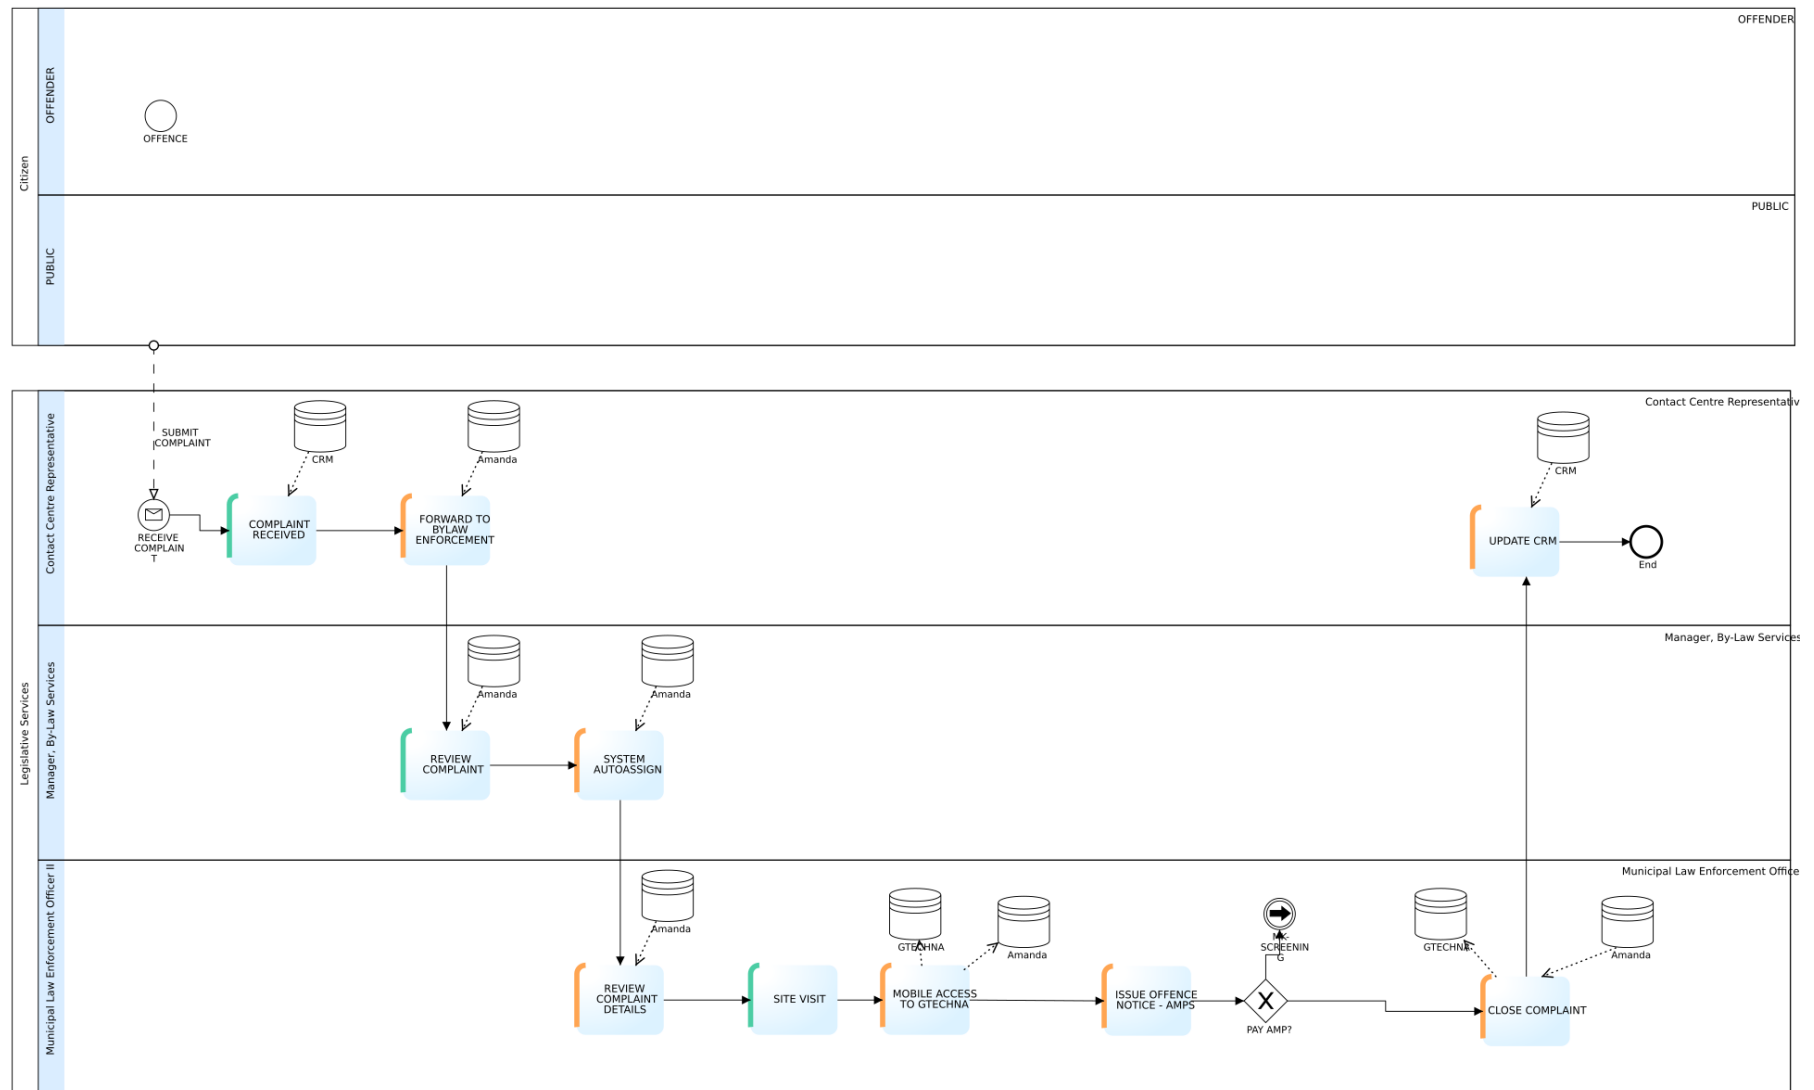 OFFENDER
OFFENDER
OFFENCE
Citizen
PUBLIC
PUBLIC
Contact Centre Representative
Contact Centre Representativ
SUBMIT
COMPLAINT
CRM
Amanda
CRM
RECEIVE
COMPLAIN
T
COMPLAINT
RECEIVED
FORWARD TO
BYLAW
ENFORCEMENT
UPDATE CRM
End
Legislative Services
Manager, By-Law Services
Manager, By-Law Services
Amanda
Amanda
REVIEW
COMPLAINT
SYSTEM
AUTOASSIGN
Municipal Law Enforcement Officer II
Municipal Law Enforcement Office
Amanda
GTECHNA
Amanda
SCREENIN
G
GTECHNA
Amanda
REVIEW
COMPLAINT
DETAILS
SITE VISIT
MOBILE ACCESS
TO GTECHNA
ISSUE OFFENCE
NOTICE - AMPS
X
PAY AMP?
CLOSE COMPLAINT